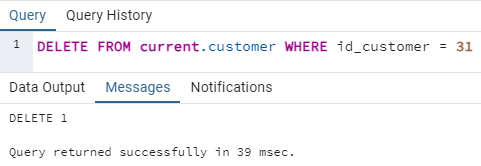 Query Query History
1 DELETE FROM current.customer WHERE id_customer = 31
Data Output Messages Notifications
DELETE 1
Query returned successfully in 39 msec.